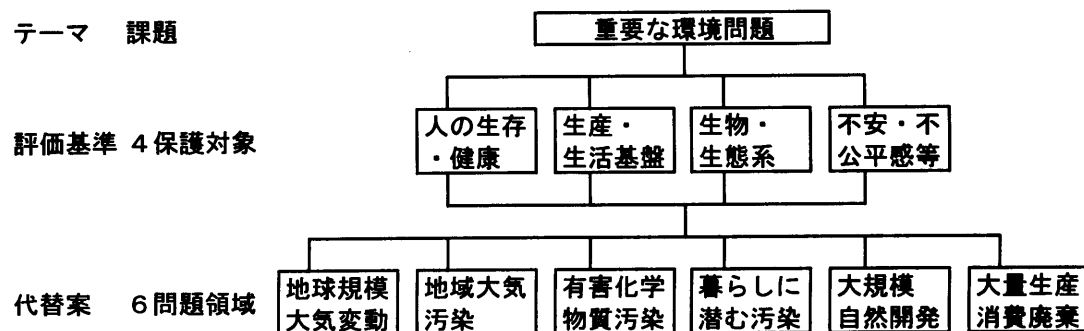 テーマ 課題
重要な環境問題
評価基準 4保護対象
人の生存
・健康
生産・
生活基盤
生物・
生態系
不安・不
公平感等
代替案 6問題領域
地球規模
大気変動
地域大気
汚染
有害化学
物質汚染
暮らしに
潜む汚染
大規模
自然開発
大量生産
消費廃棄